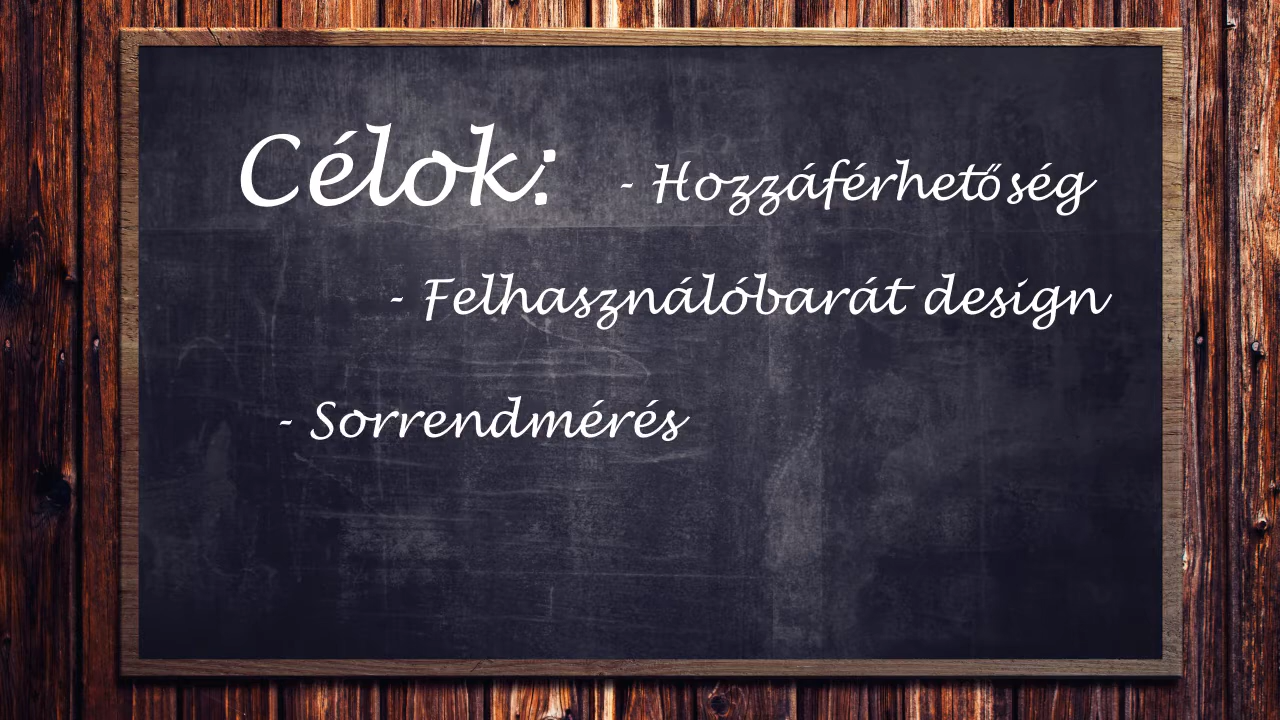 Célok: - Hozzáférhetőség
- Felhasználóbarát design
- Sorrendmérés